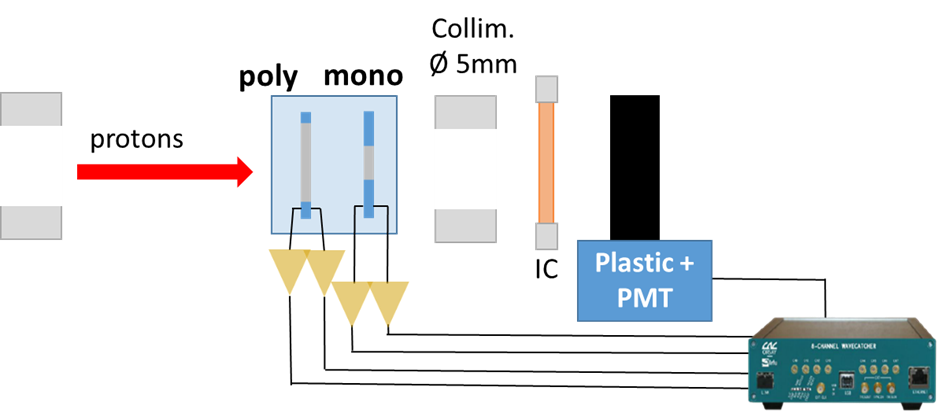 Collim.
Ø 5mm
poly mono
protons
IC
Plastic +
PMT
8-CHANNEL WAVECATCHER